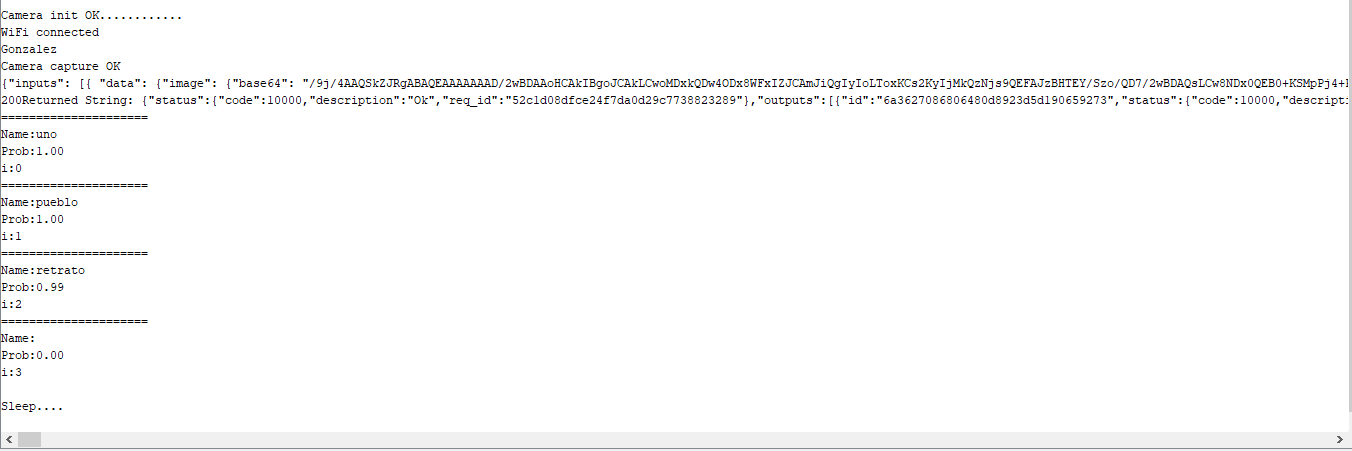 Camera init OK............
WiFi connected
Gonzalez
Camera capture OK
{"inputs": [{ "data": {"image": {"base64": "/9j/4AAQSkZJRgABAQEAAAAAAAD/2wBDAAoHCAkIBgoJCAkLCwoMDxkQDw4ODx8WFxIZJCAmJiQgIyIoLToxKCs2KyIjMkQzNjs9QEFAJzBHTEY/Szo/QD7/2wBDAQsLCw8NDx0QEB0+KSMpPj4+
200Returned String: {"status":{"code":10000,"description":"Ok","req_id":"52c1d08dfce24f7da0d29c7738823289"},"outputs":[{"id":"6a3627086806480d8923d5d190659273","status":{"code":10000,"descripti
=====================
Name:uno
Prob:1.00
i:0
=====================
Name:pueblo
Prob:1.00
i:1
=====================
Name:retrato
Prob:0.99
i:2
=====================
Name:
Prob:0.00
i:3
Sleep....